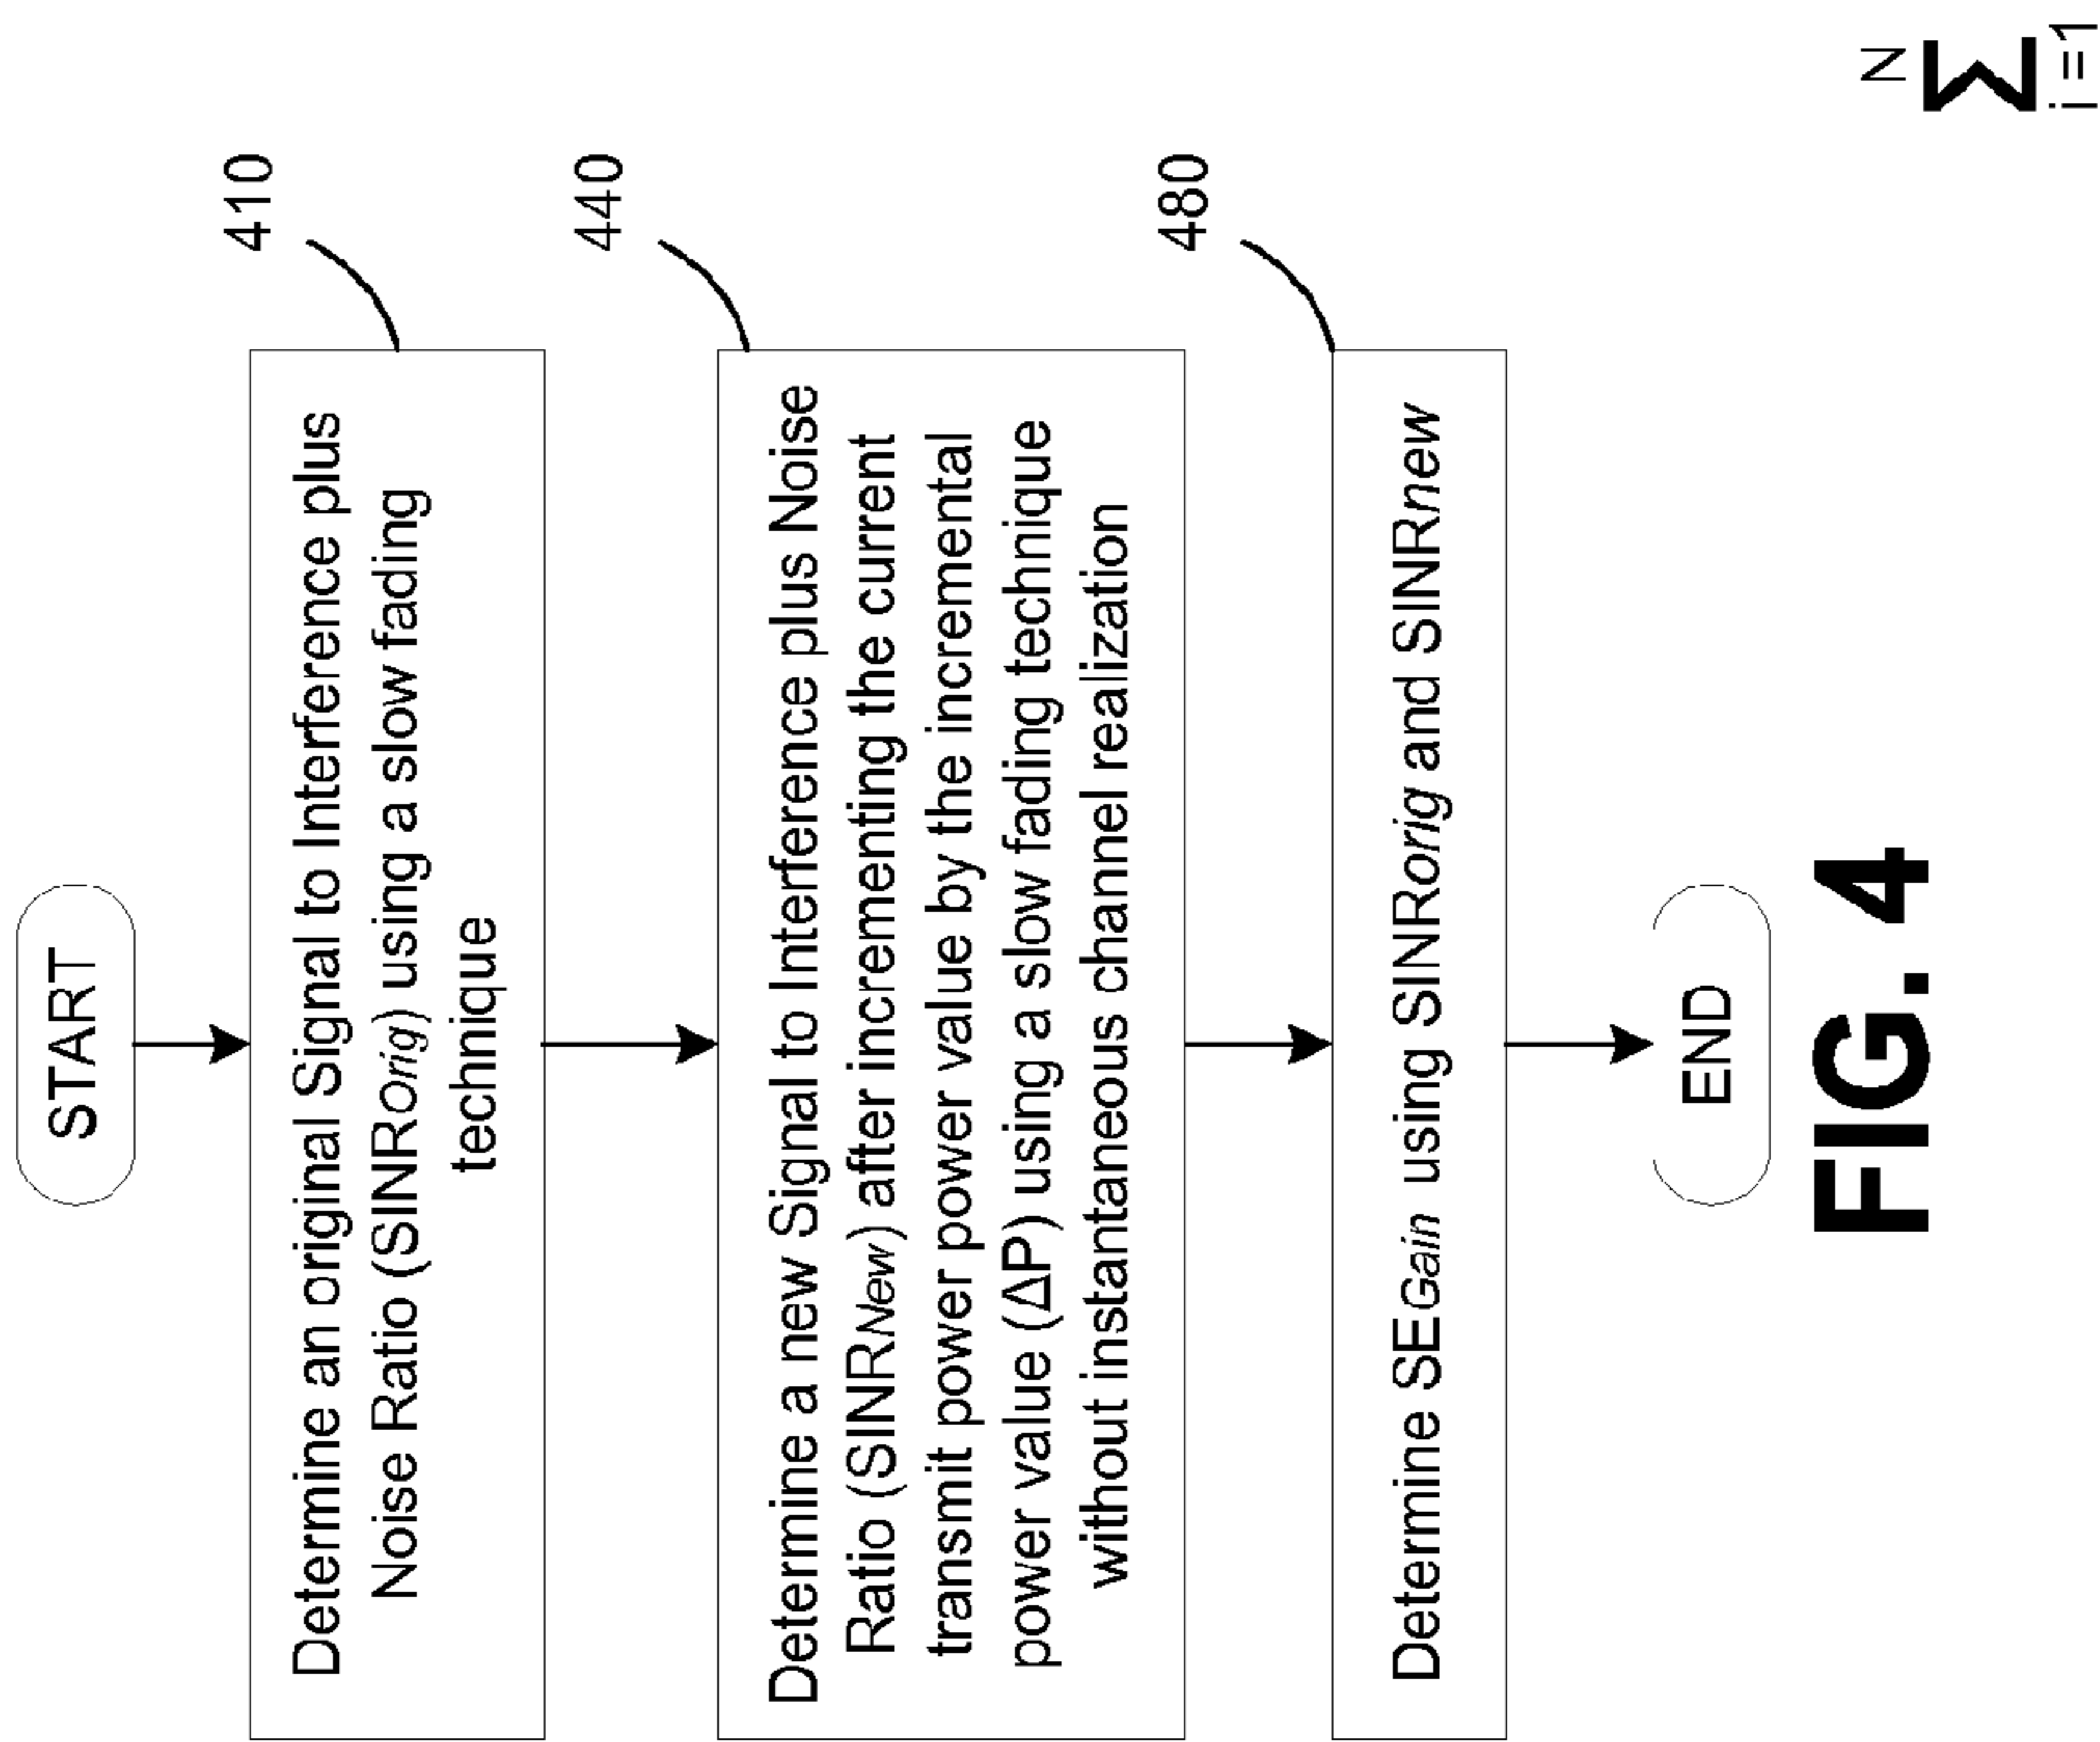 START
410
Determine an original Signal to Interference plus
Noise Ratio (SINROrig) using a slow fading
technique
440
Determine a new Signal to Interference plus Noise
Ratio (SINRNew) after incrementing the current
transmit power power value by the incremental
power value (ΔP) using a slow fading technique
without instantaneous channel realization
480
Determine SEGain using SINRorig and SINRnew
END
FIG. 4
N
Σ
i =1